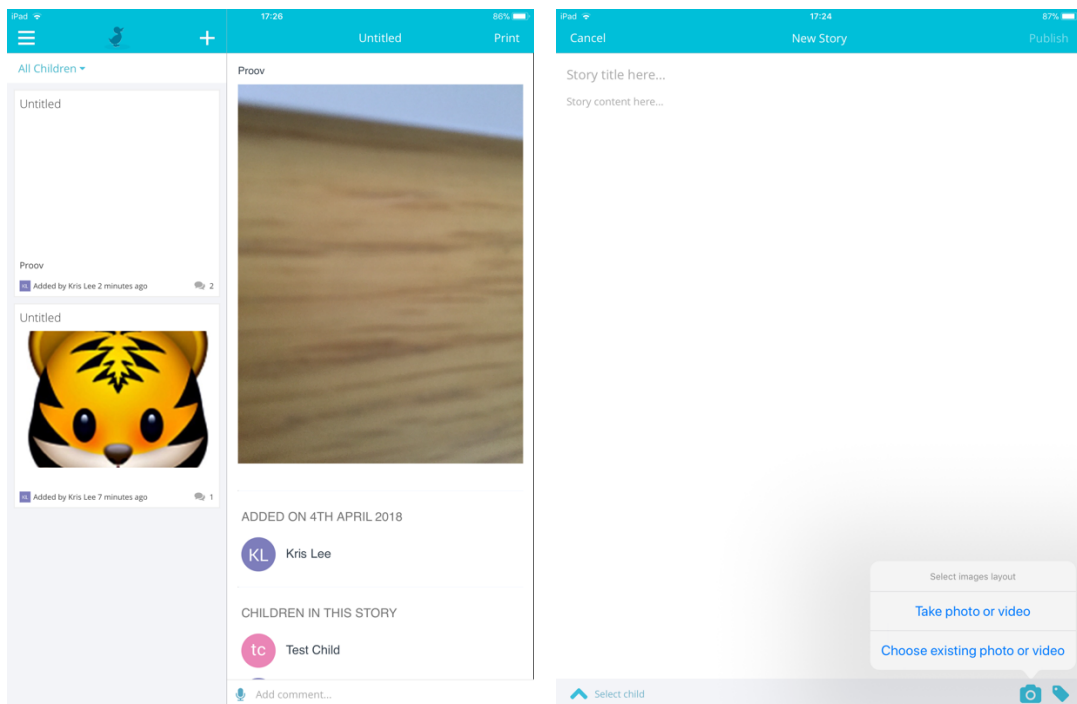 iPad 17:26 86%
Untitled Print
All Children
Untitled
Proov
KL Added by Kris Lee 2 minutes ago 2
Untitled
KL Added by Kris Lee 7 minutes ago 1
Proov
ADDED ON 4TH APRIL 2018
KL Kris Lee
CHILDREN IN THIS STORY
tc Test Child
Add comment...
iPad 17:24 87%
Cancel New Story Publish
Story title here...
Story content here...
Select images layout
Take photo or video
Choose existing photo or video
Select child